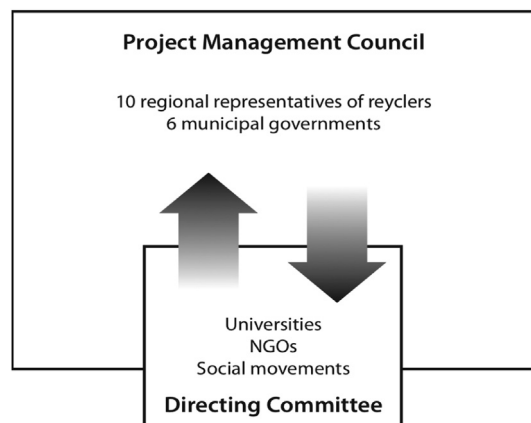 Project Management Council
10 regional representatives of reyclers
6 municipal governments
Universities
NGOs
Social movements
Directing Committee